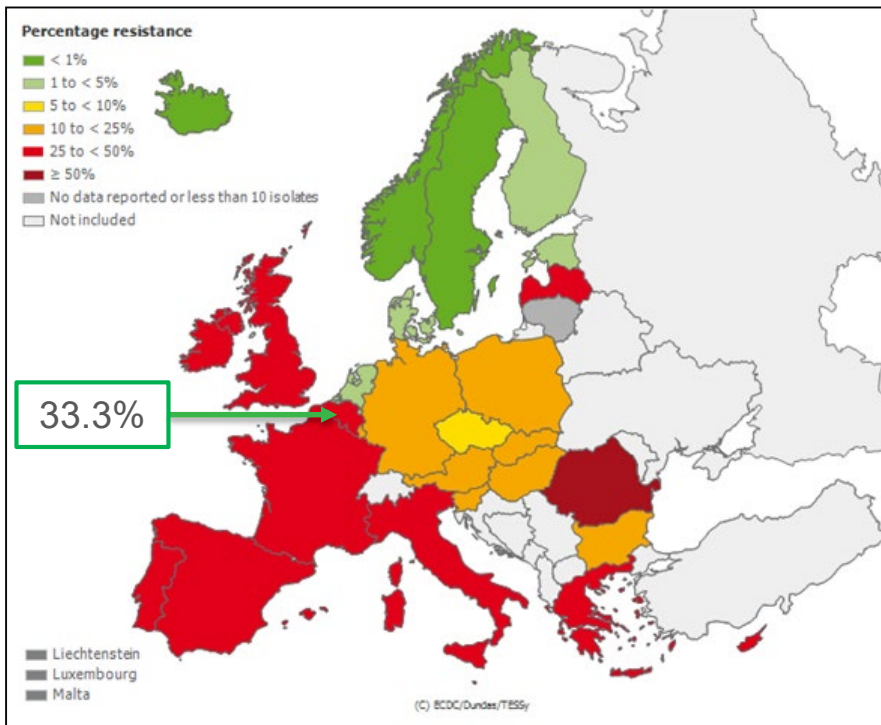 Percentage resistance
< 1%
1 to < 5%
5 to < 10%
10 to < 25%
25 to < 50%
≥ 50%
No data reported or less than 10 isolates
Not included
33.3%
Liechtenstein
Luxembourg
Malta
(C) ECDC/Dundas/TESSy